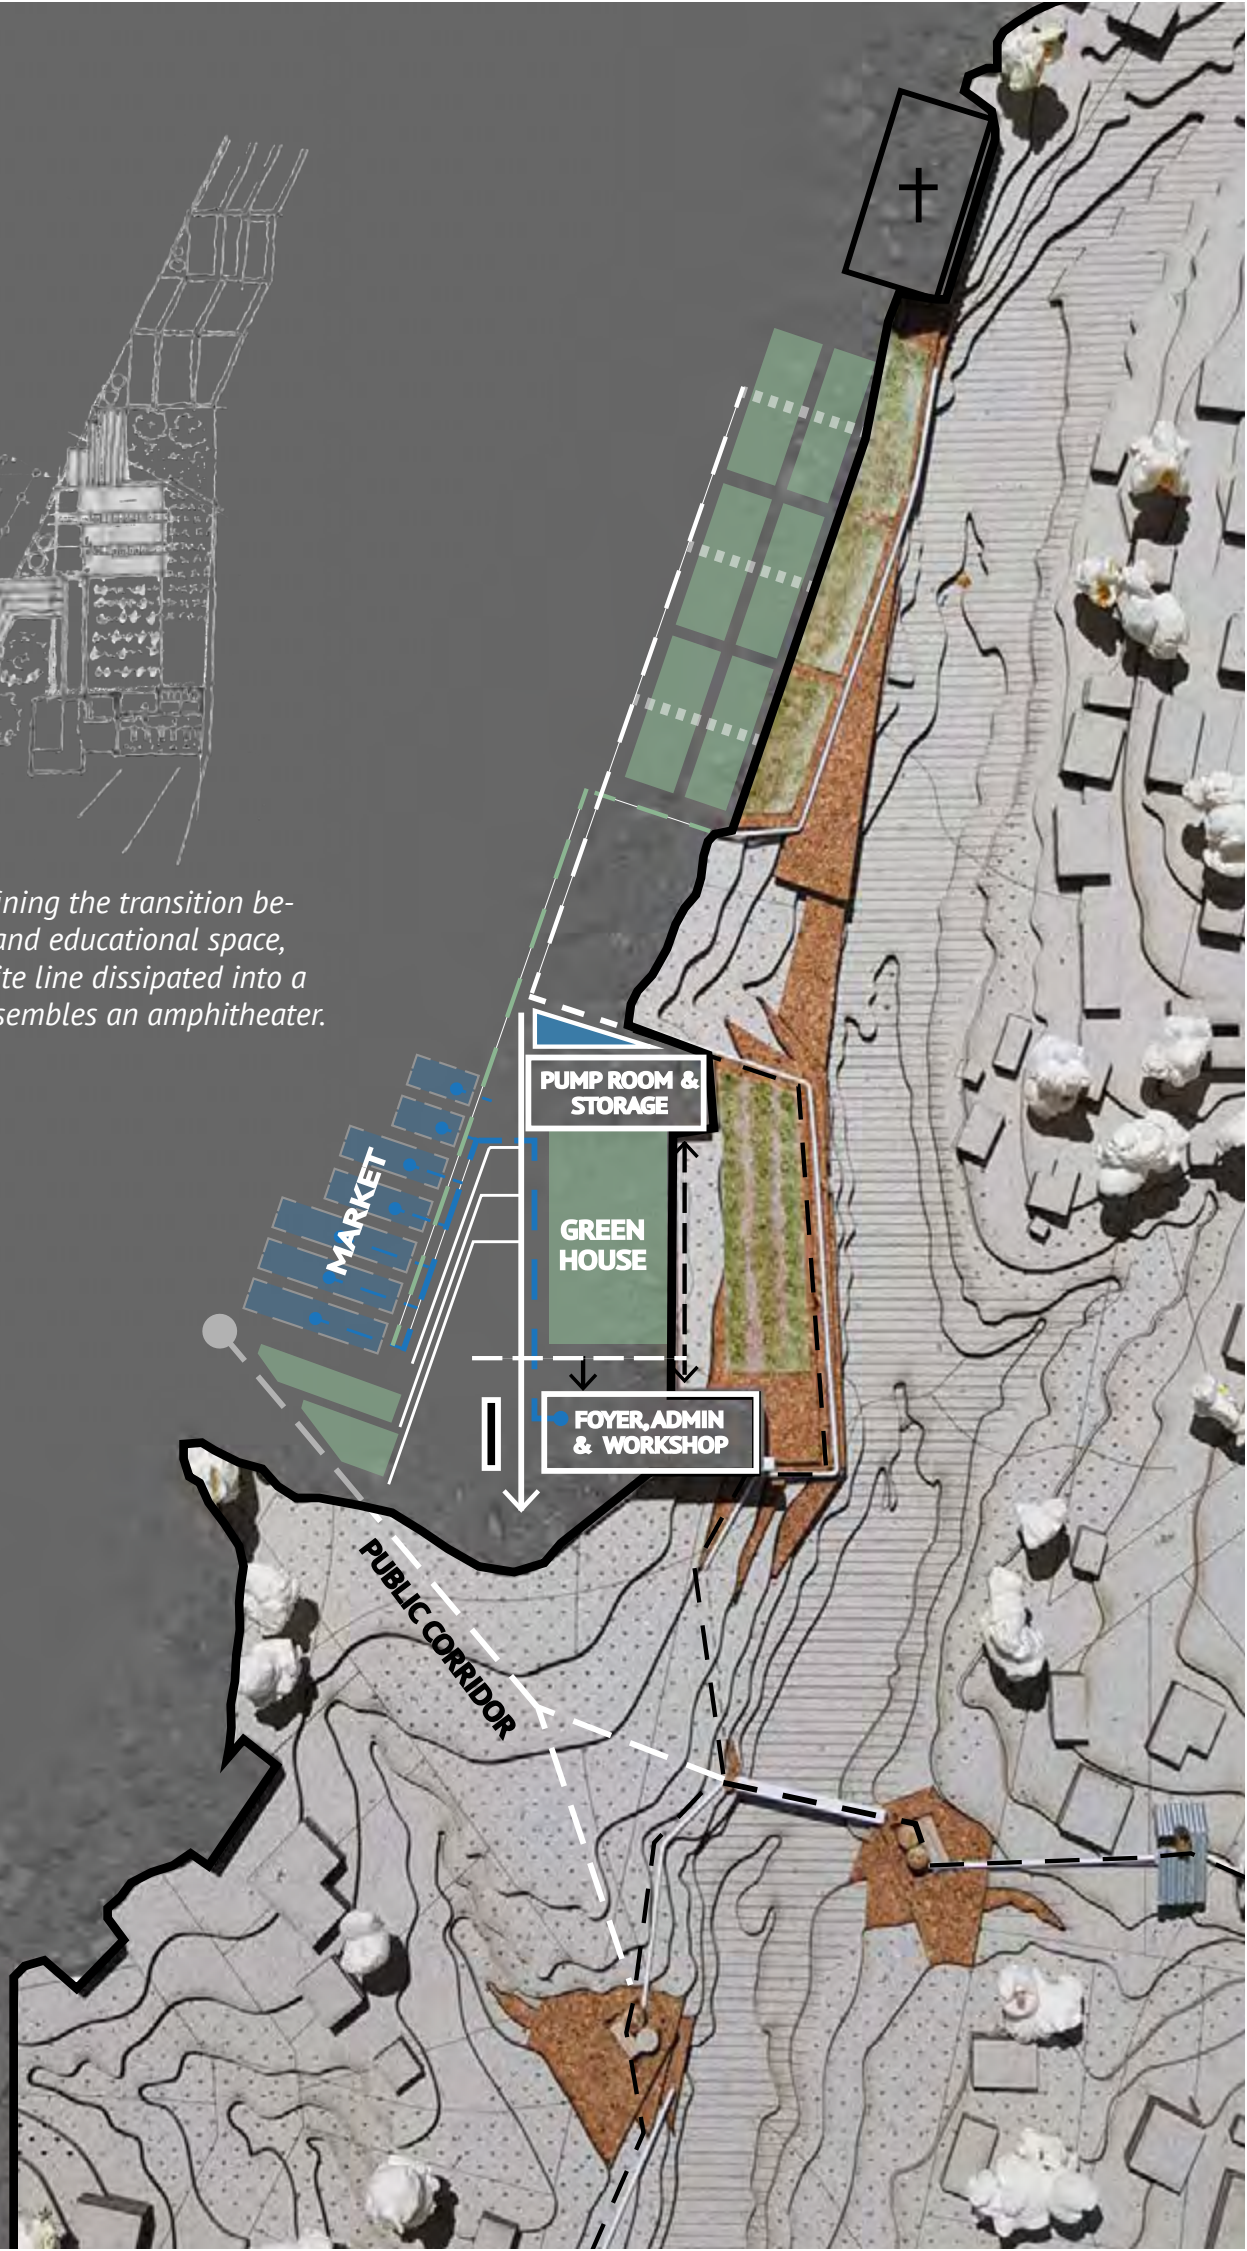 ining the transition be-
and educational space,
ite line dissipated into a
sembles an amphitheater.
PUMP ROOM &
STORAGE
MARKET
GREEN
HOUSE
FOYER, ADMIN
& WORKSHOP
PUBLIC CORRIDOR